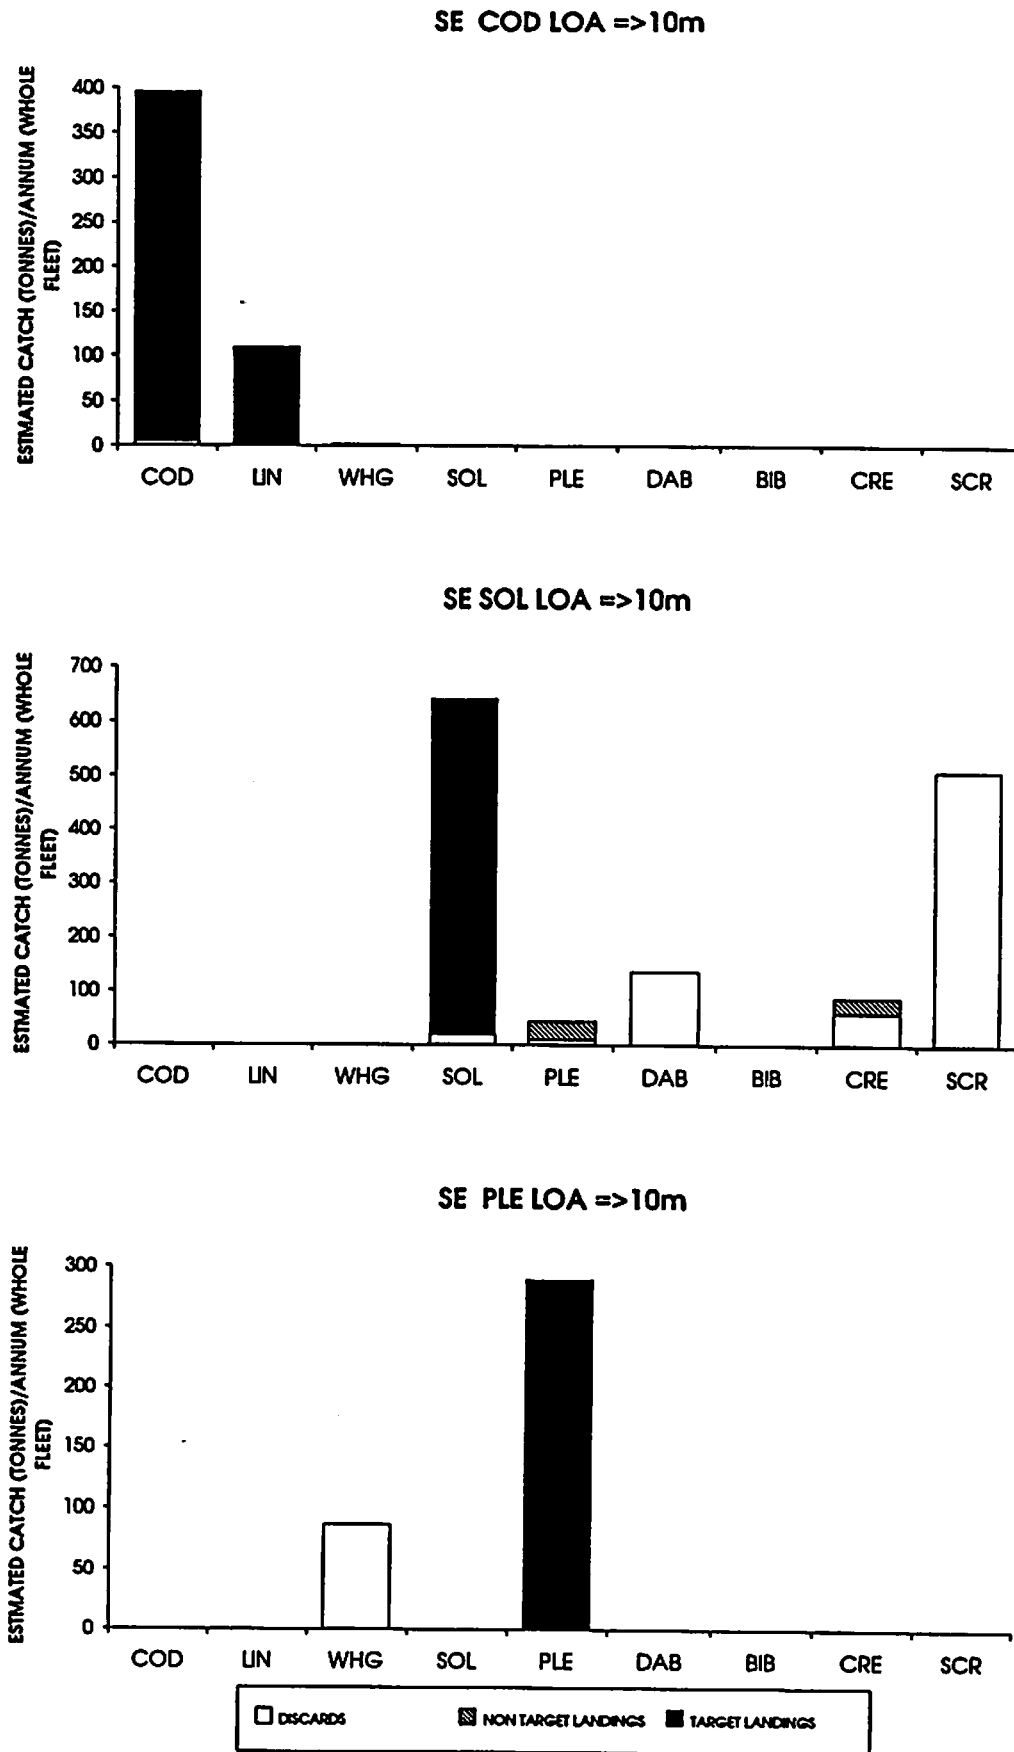 SE COD LOA =>10m
ESTMATED CATCH (TONNES)/ANNUM (WHOLE
FLEET)
400
350
300
250
200
150
100
50
0
COD LIN WHG SOL PLE DAB BIB CRE SCR
SE SOL LOA =>10m
ESTMATED CATCH (TONNES)/ANNUM (WHOLE
FLEET)
700
600
500
400
300
200
100
0
COD LIN WHG SOL PLE DAB BIB CRE SCR
SE PLE LOA =>10m
ESTMATED CATCH (TONNES)/ANNUM (WHOLE
FLEET)
300
250
200
150
100
50
0
COD LIN WHG SOL PLE DAB BIB CRE SCR
DISCARDS NON TARGET LANDINGS TARGET LANDINGS